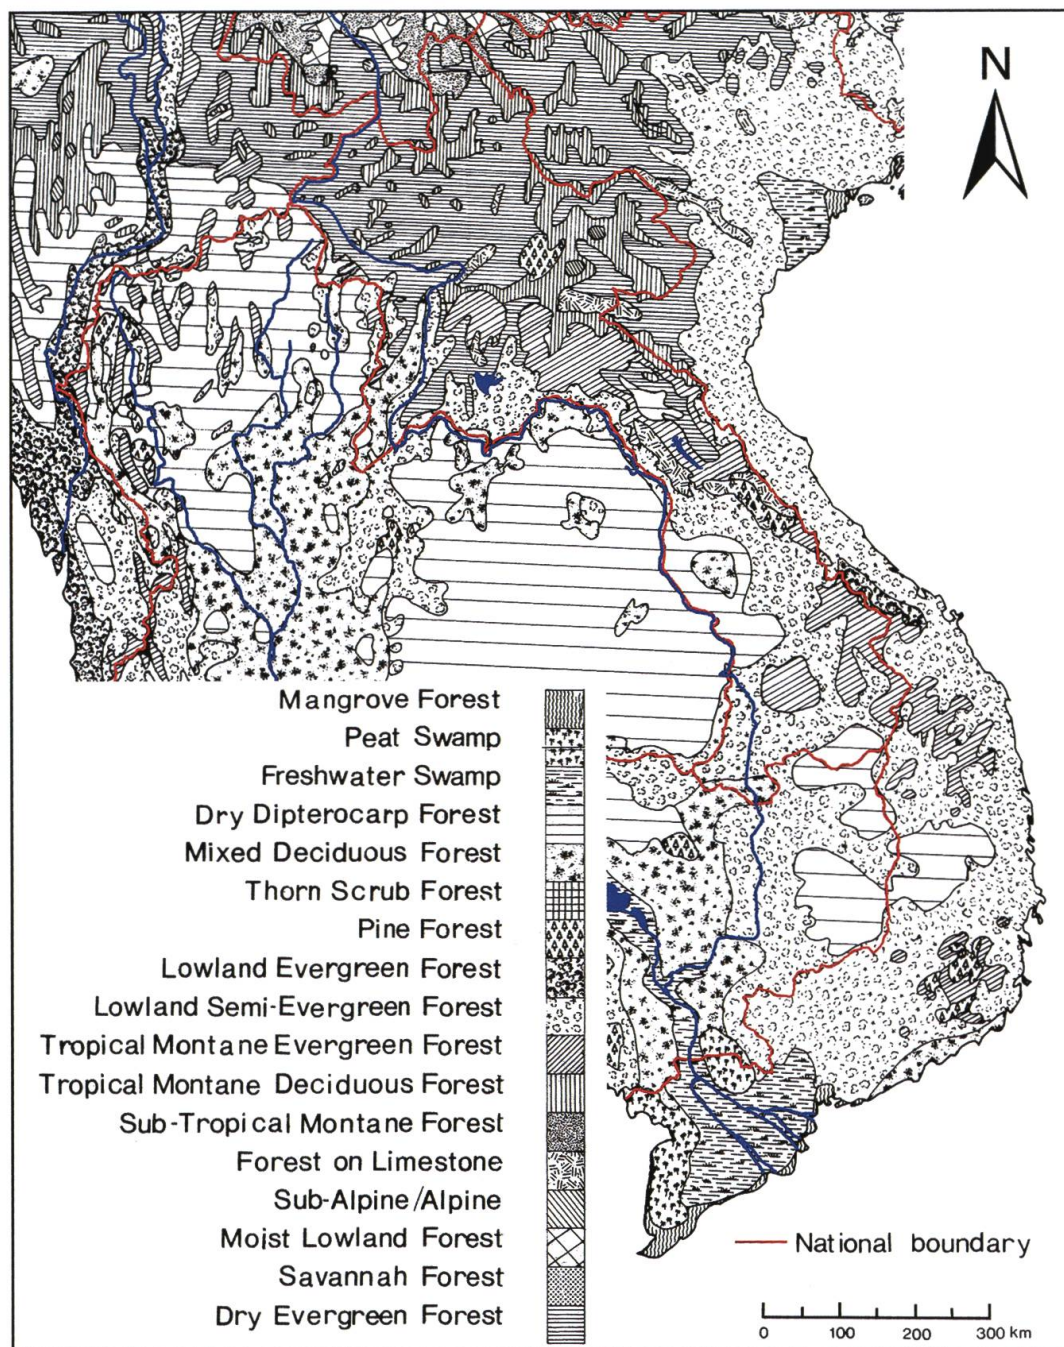 N
Mangrove Forest
Peat Swamp
Freshwater Swamp
Dry Dipterocarp Forest
Mixed Deciduous Forest
Thorn Scrub Forest
Pine Forest
Lowland Evergreen Forest
Lowland Semi-Evergreen Forest
Tropical Montane Evergreen Forest
Tropical Montane Deciduous Forest
Sub-Tropical Montane Forest
Forest on Limestone
Sub-Alpine/Alpine
Moist Lowland Forest
Savannah Forest
Dry Evergreen Forest
National boundary
0 100 200 300 km